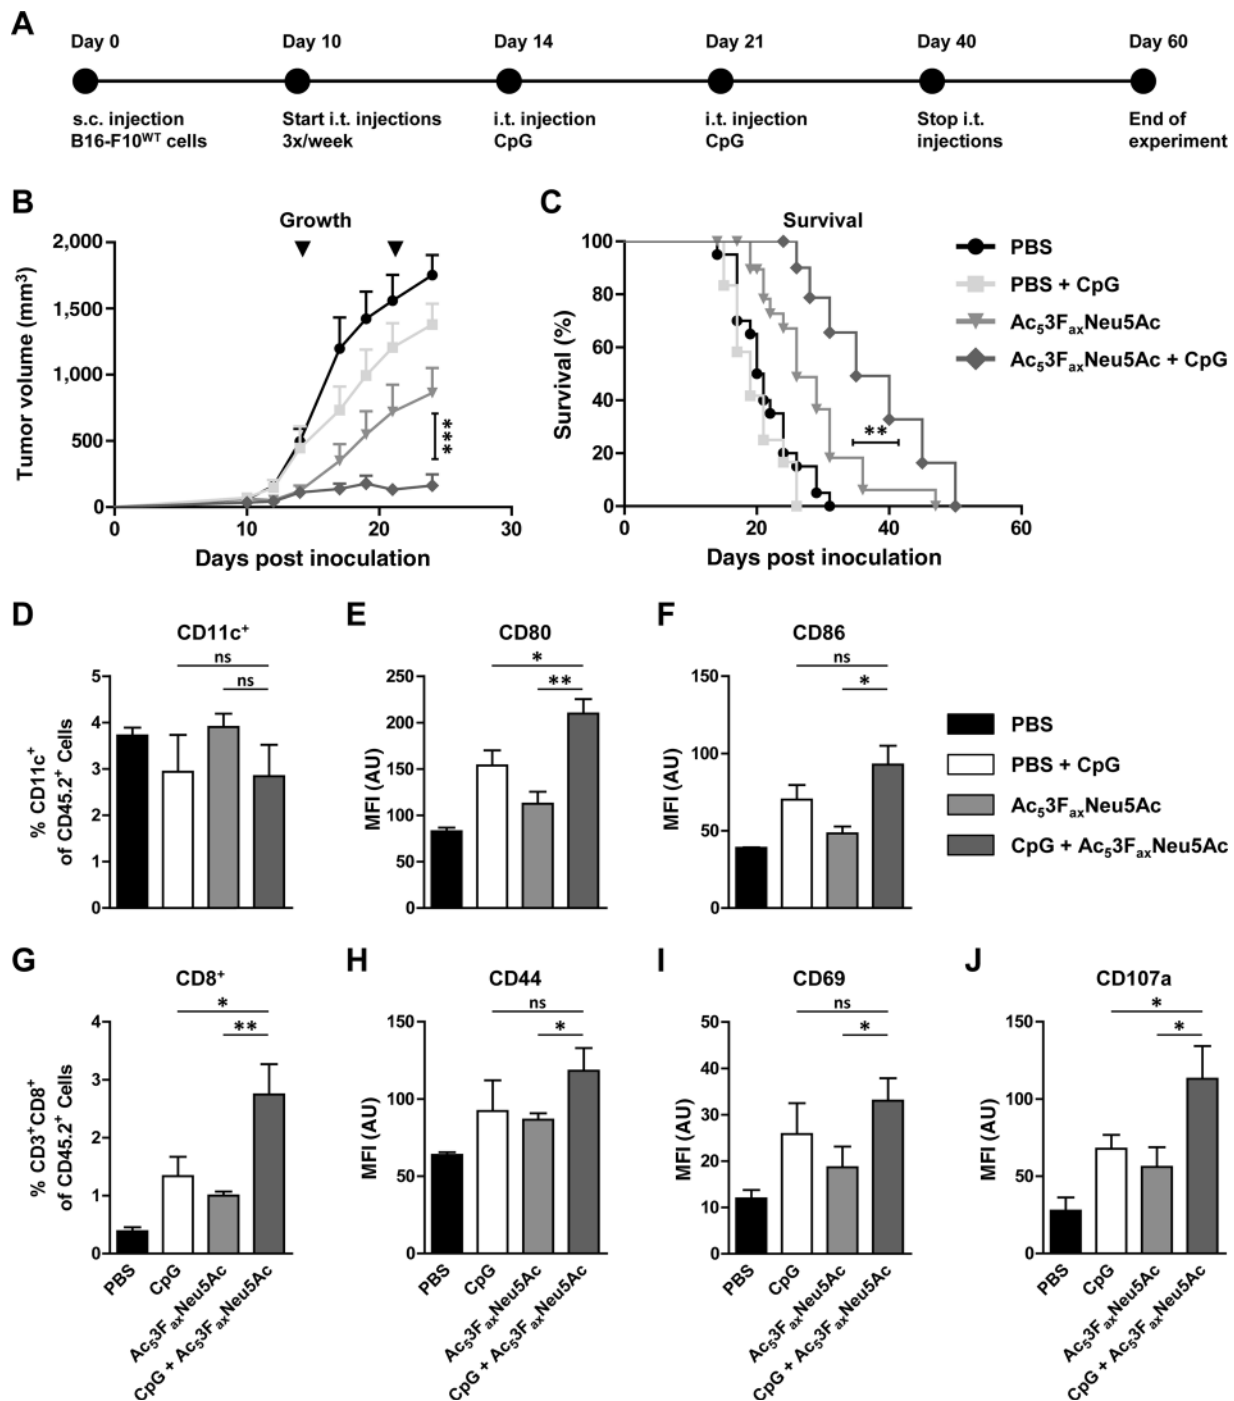 A
Day 0 Day 10 Day 14 Day 21 Day 40 Day 60
s.c. injection Start i.t. injections i.t. injection i.t. injection Stop i.t. End of
B16-F10WT cells 3x/week CpG CpG injections experiment
B
Growth
Tumor volume (mm3)
2,000
1,500
1,000
500
0
***
0 10 20 30
Days post inoculation
C
Survival
Survival (%)
100
80
60
40
20
0
**
0 20 40 60
Days post inoculation
PBS
PBS + CpG
Ac53FaxNeu5Ac
Ac53FaxNeu5Ac + CpG
D
CD11c+
ns
ns
% CD11c+
of CD45.2+ Cells
5
4
3
2
1
0
E
CD80
*
**
MFI (AU)
250
200
150
100
50
0
F
CD86
ns
*
MFI (AU)
150
100
50
0
PBS
PBS + CpG
Ac53FaxNeu5Ac
CpG + Ac53FaxNeu5Ac
G
CD8+
*
**
% CD3+CD8+
of CD45.2+ Cells
4
3
2
1
0
PBS
CpG
Ac53FaxNeu5Ac
CpG + Ac53FaxNeu5Ac
H
CD44
ns
*
MFI (AU)
150
100
50
0
PBS
CpG
Ac53FaxNeu5Ac
CpG + Ac53FaxNeu5Ac
I
CD69
ns
*
MFI (AU)
50
40
30
20
10
0
PBS
CpG
Ac53FaxNeu5Ac
CpG + Ac53FaxNeu5Ac
J
CD107a
*
*
MFI (AU)
150
100
50
0
PBS
CpG
Ac53FaxNeu5Ac
CpG + Ac53FaxNeu5Ac